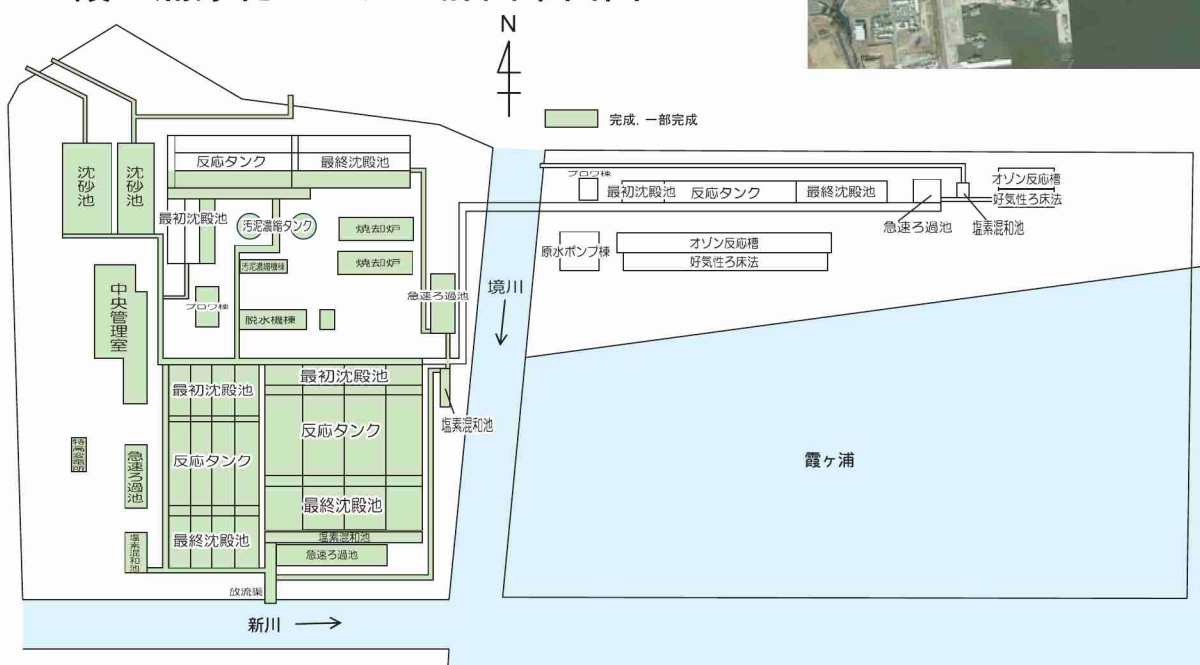 N
完成、一部完成
沈砂池
沈砂池
反応タンク
最終沈殿池
最初沈殿池
汚泥濃縮タンク
焼却炉
汚泥濃縮機棟
焼却炉
中央管理室
ブロワ棟
脱水機棟
急速ろ過池
境川
ブロワ棟
最初沈殿池
反応タンク
最終沈殿池
急速ろ過池
塩素混和池
オゾン反応槽
好気性ろ床法
原水ポンプ棟
オゾン反応槽
好気性ろ床法
最初沈殿池
最初沈殿池
反応タンク
反応タンク
最終沈殿池
最終沈殿池
塩素混和池
塩素混和池
急速ろ過池
急速ろ過池
塩素混和池
放流渠
新川
霞ヶ浦